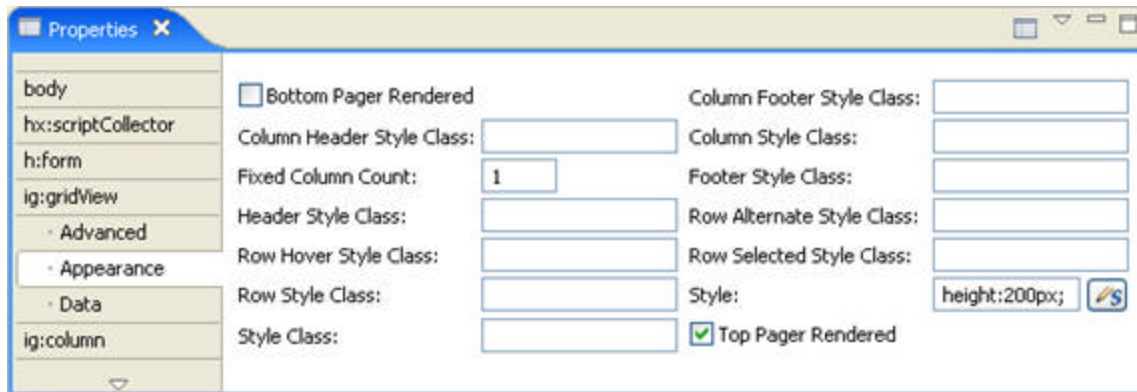 Properties
body
hx:scriptCollector
h:form
ig:gridView
Advanced
Appearance
Data
ig:column
Bottom Pager Rendered
Column Footer Style Class:
Column Header Style Class:
Column Style Class:
Fixed Column Count: 1
Footer Style Class:
Header Style Class:
Row Alternate Style Class:
Row Hover Style Class:
Row Selected Style Class:
Row Style Class:
Style: height:200px;
Style Class:
Top Pager Rendered